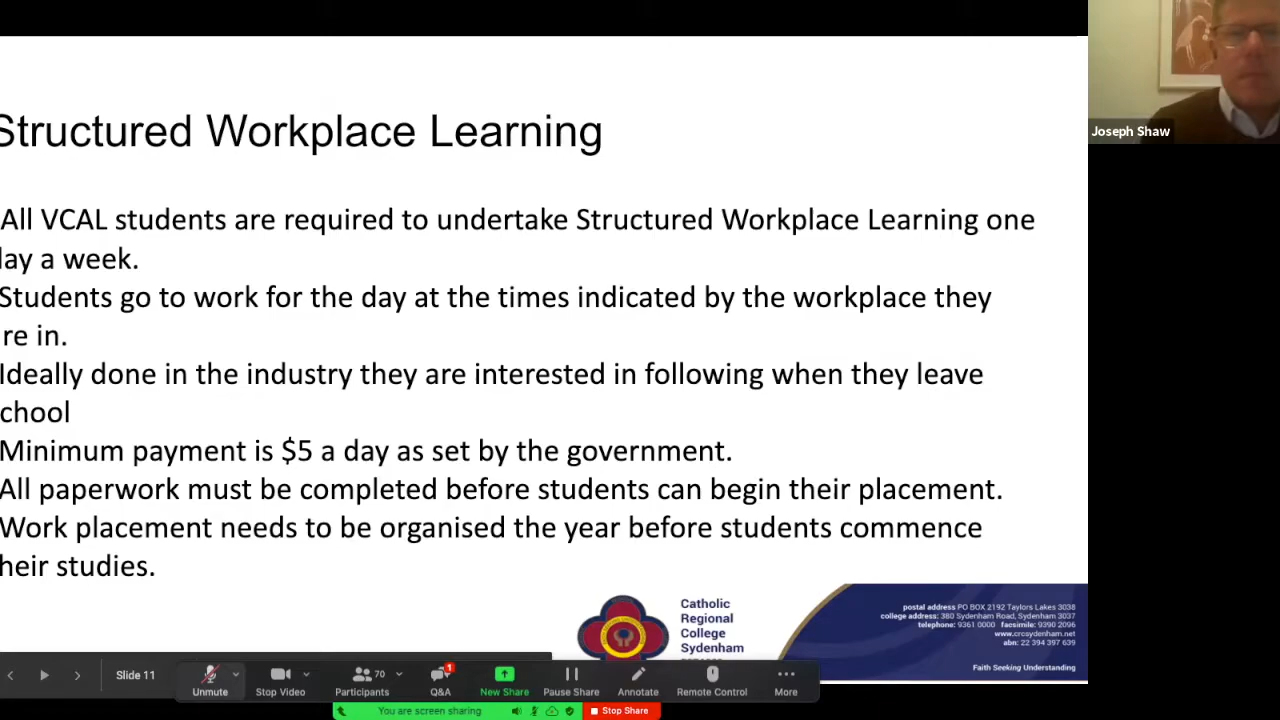 Structured Workplace Learning
Joseph Shaw
All VCAL students are required to undertake Structured Workplace Learning one
lay a week.
Students go to work for the day at the times indicated by the workplace they
re in.
Ideally done in the industry they are interested in following when they leave
chool
Minimum payment is $5 a day as set by the government.
All paperwork must be completed before students can begin their placement.
Work placement needs to be organised the year before students commence
heir studies.
Catholic
Regional
College
Sydenham
postal address PO BOX 2192 Taylors Lakes 3038
college address: 380 Sydenham Road, Sydenham 3037
telephone: 9361 0000 facsimile: 9390 2096
www.crcsydenham.net
abn: 22 394 397 639
Faith Seeking Understanding
Slide 11
Unmute
Stop Video
70
Participants
1
Q&A
New Share
Pause Share
Annotate
Remote Control
More
You are screen sharing
Stop Share